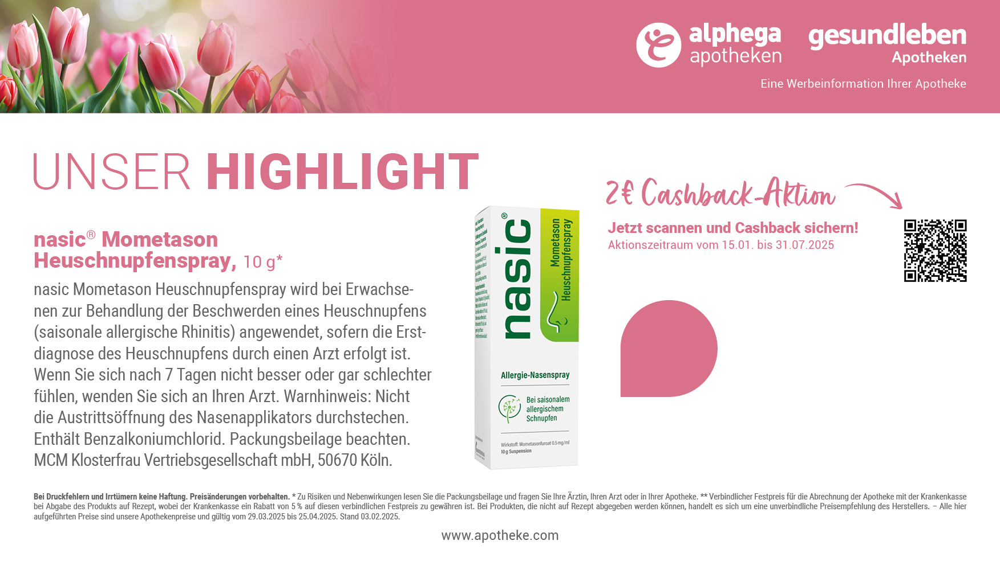 alphega
apotheken
gesundleben
Apotheken
Eine Werbeinformation Ihrer Apotheke
UNSER HIGHLIGHT
2€ Cashback-Aktion
Jetzt scannen und Cashback sichern!
Aktionszeitraum vom 15.01. bis 31.07.2025
nasic® Mometason
Heuschnupfenspray, 10 g*
nasic Mometason Heuschnupfenspray wird bei Erwachse-
nen zur Behandlung der Beschwerden eines Heuschnupfens
(saisonale allergische Rhinitis) angewendet, sofern die Erst-
diagnose des Heuschnupfens durch einen Arzt erfolgt ist.
Wenn Sie sich nach 7 Tagen nicht besser oder gar schlechter
fühlen, wenden Sie sich an Ihren Arzt. Warnhinweis: Nicht
die Austrittsöffnung des Nasenapplikators durchstechen.
Enthält Benzalkoniumchlorid. Packungsbeilage beachten.
MCM Klosterfrau Vertriebsgesellschaft mbH, 50670 Köln.
nasic®
Mometason
Heuschnupfenspray
Allergie-Nasenspray
Bei saisonalem
allergischem
Schnupfen
Wirkstoff: Mometasonfuroat 0.5 mg/ml
10 g Suspension
Bei Druckfehlern und Irrtümern keine Haftung. Preisänderungen vorbehalten. * Zu Risiken und Nebenwirkungen lesen Sie die Packungsbeilage und fragen Sie Ihre Ärztin, Ihren Arzt oder in Ihrer Apotheke. ** Verbindlicher Festpreis für die Abrechnung der Apotheke mit der Krankenkasse
bei Abgabe des Produkts auf Rezept, wobei der Krankenkasse ein Rabatt von 5 % auf diesen verbindlichen Festpreis zu gewähren ist. Bei Produkten, die nicht auf Rezept abgegeben werden können, handelt es sich um eine unverbindliche Preisempfehlung des Herstellers. – Alle hier
aufgeführten Preise sind unsere Apothekenpreise und gültig vom 29.03.2025 bis 25.04.2025. Stand 03.02.2025.
www.apotheke.com